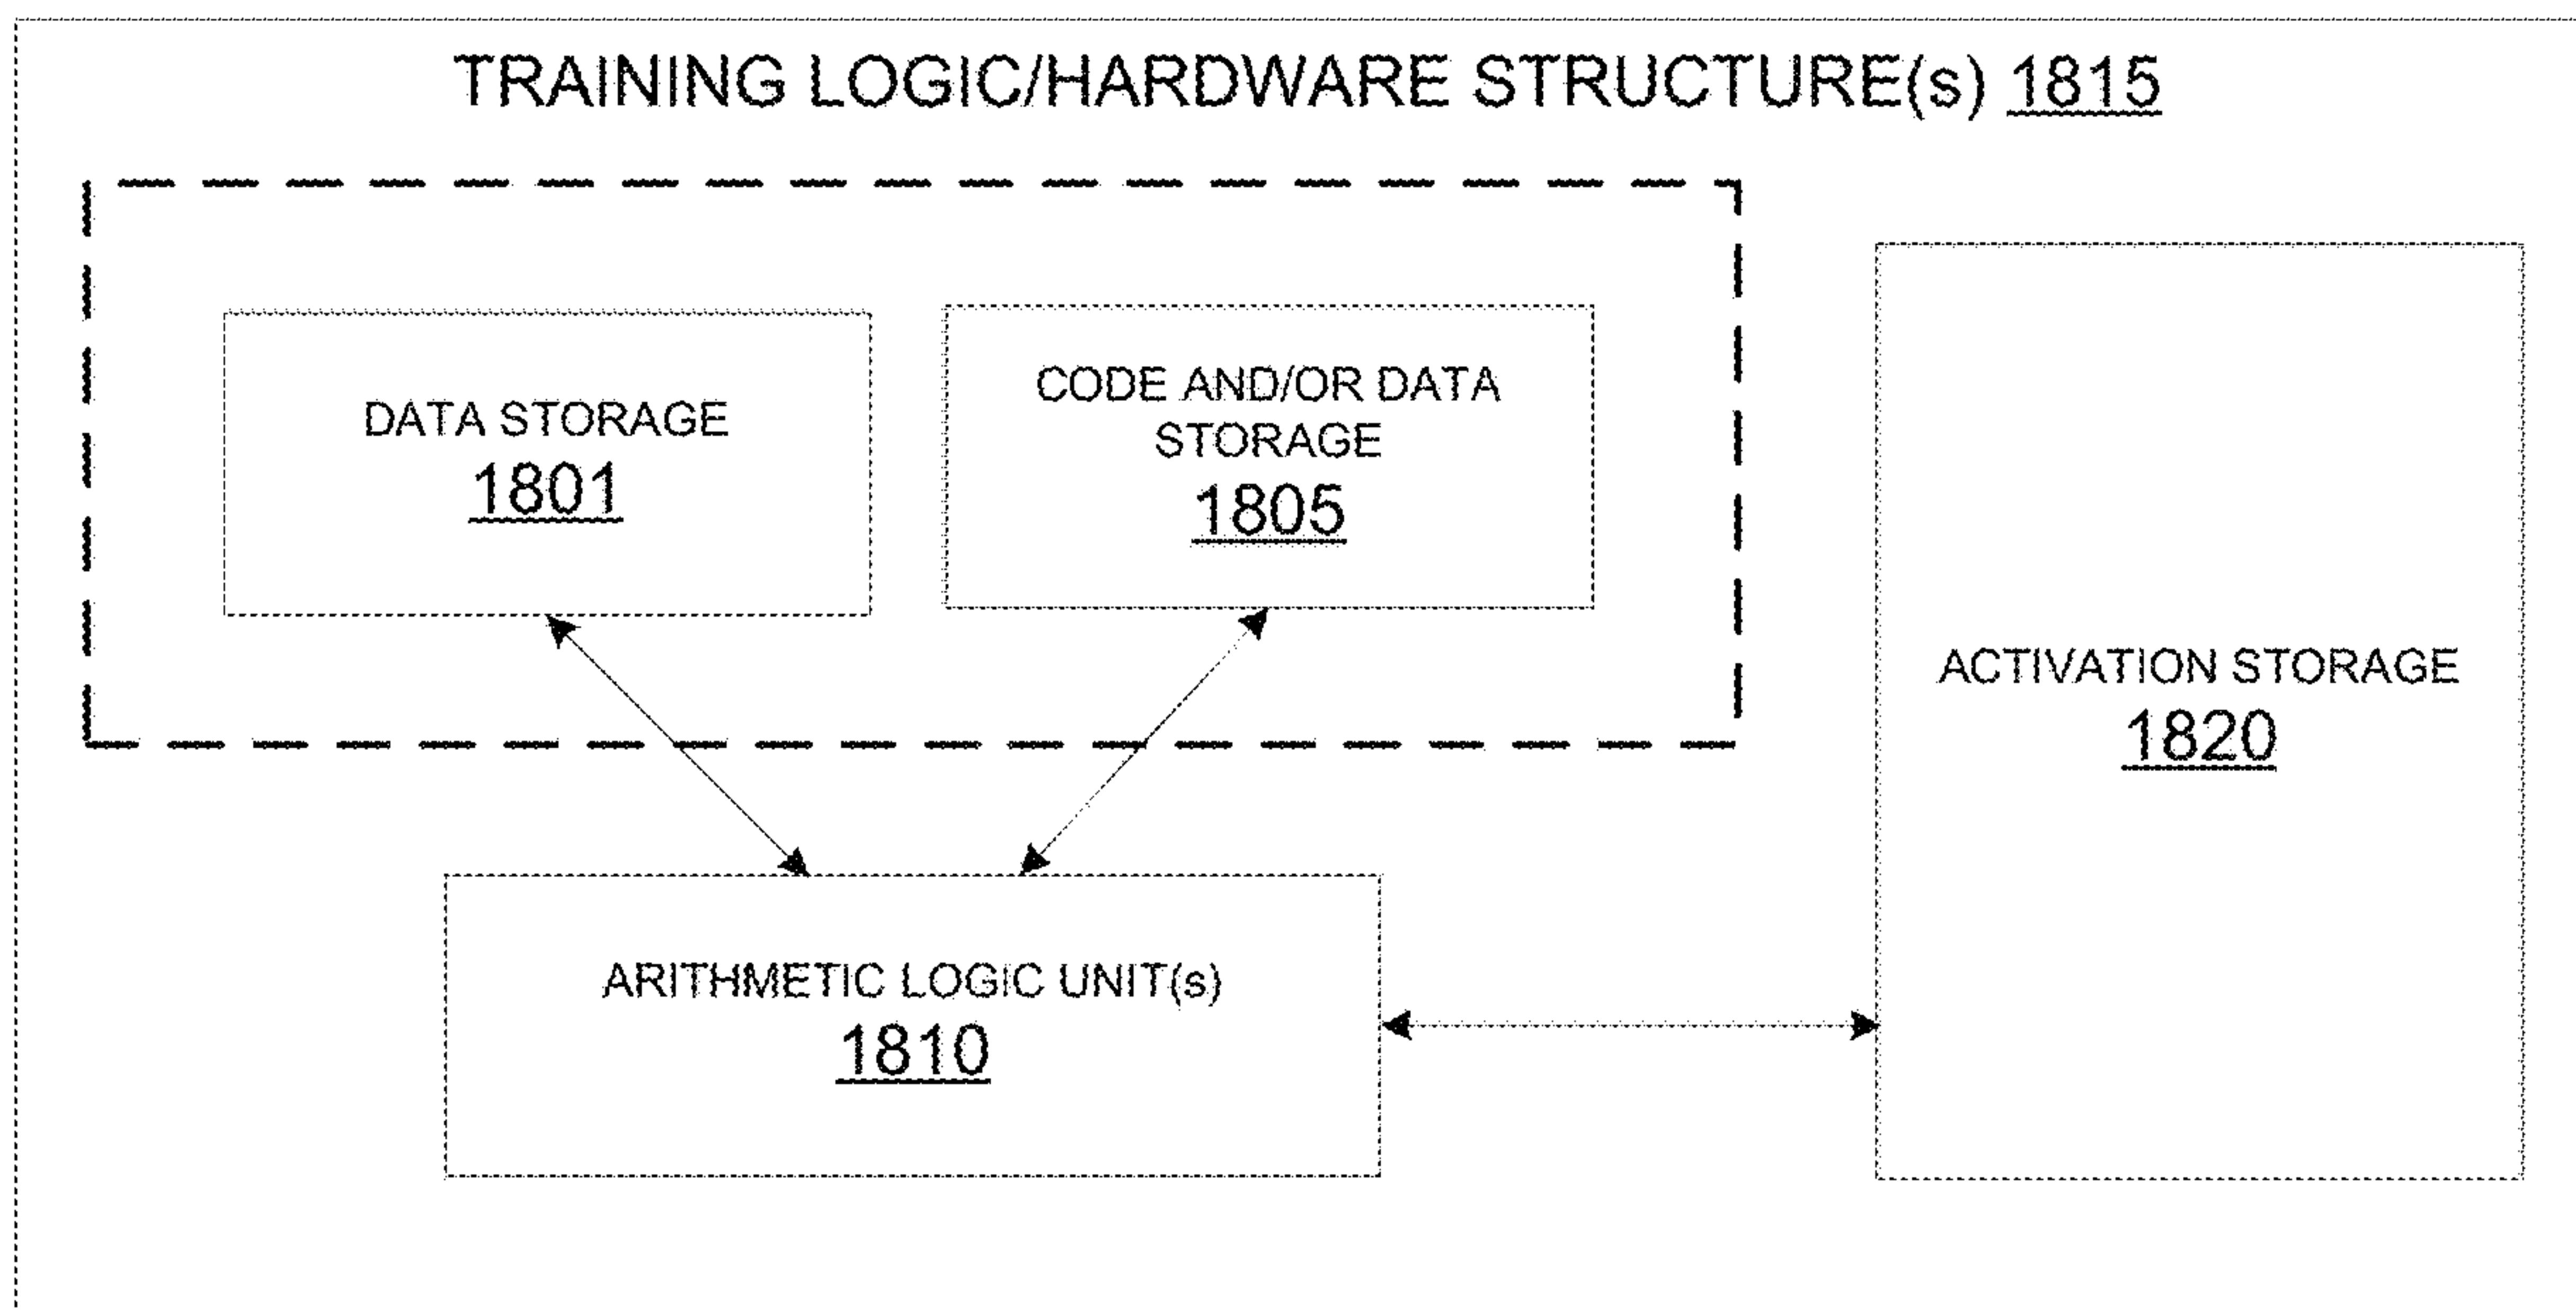 TRAINING LOGIC/HARDWARE STRUCTURE(s) 1815
DATA STORAGE
1801
CODE AND/OR DATA
STORAGE
1805
ACTIVATION STORAGE
1820
ARITHMETIC LOGIC UNIT(s)
1810